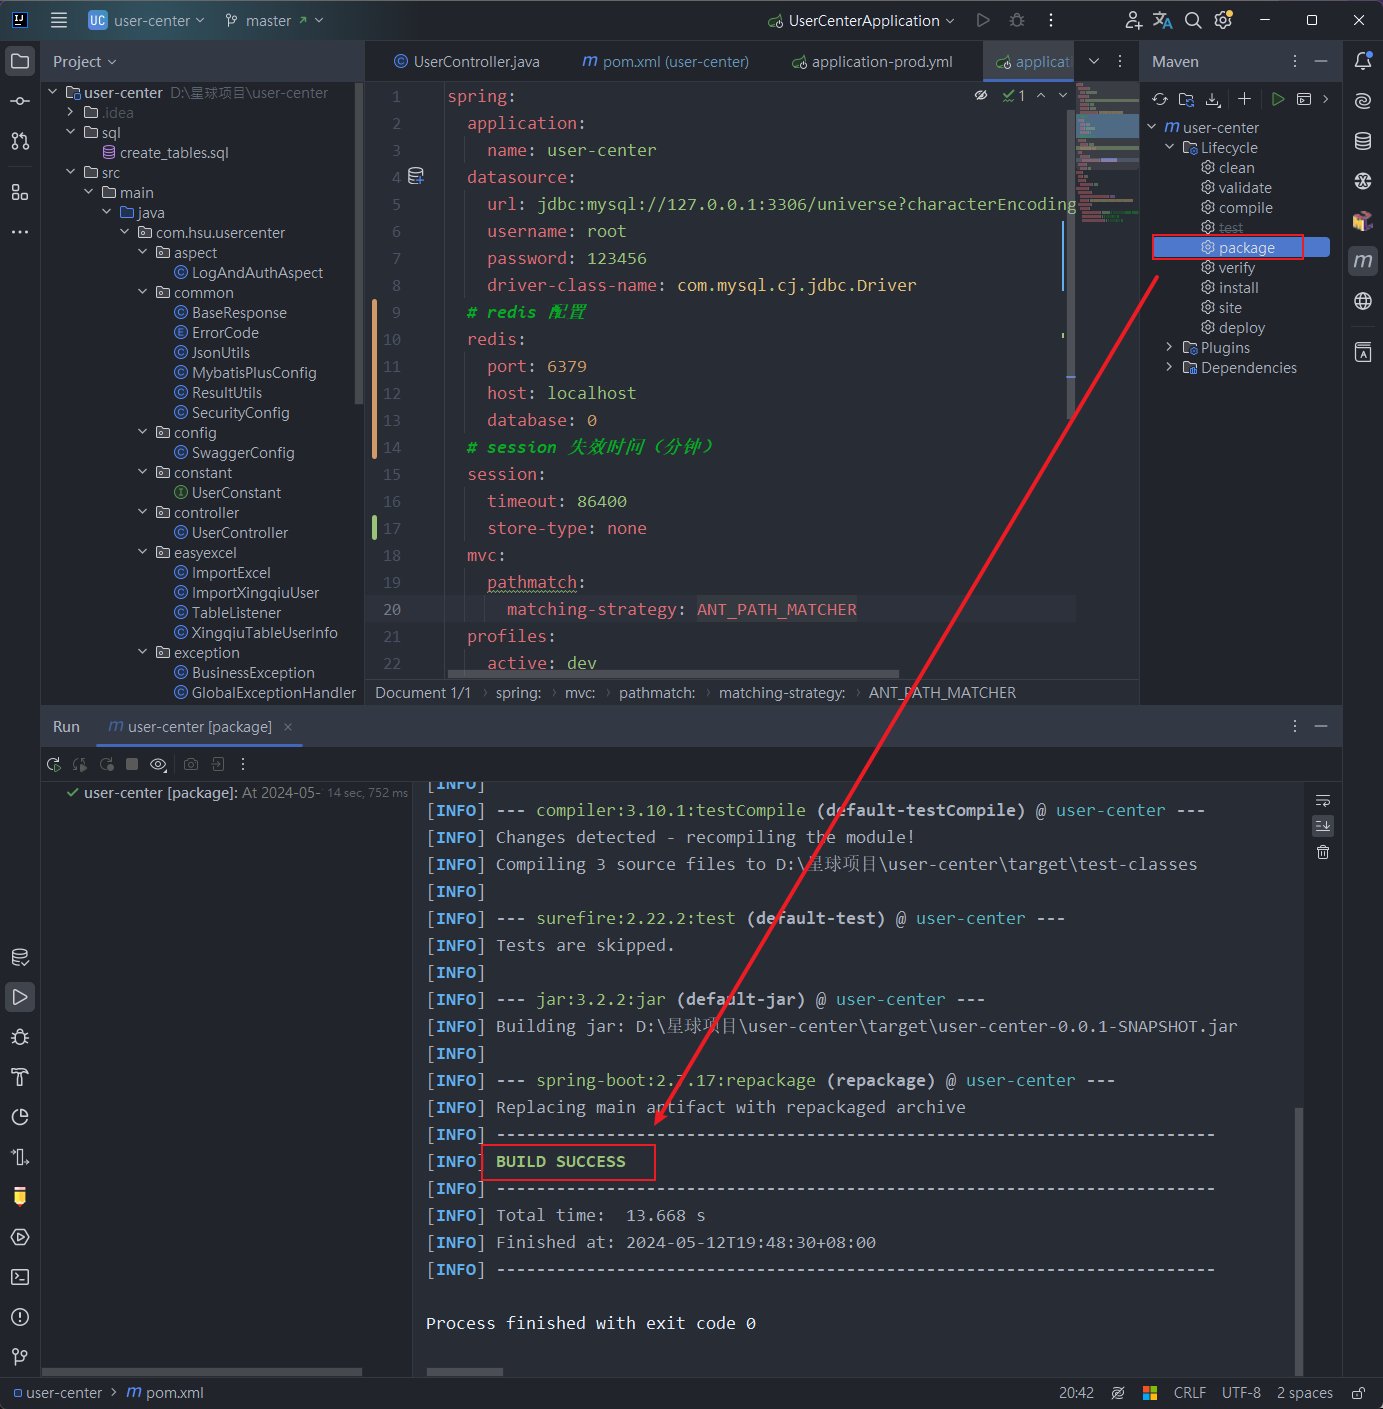 UC user-center master UserCenterApplication
Project
user-center D:\星球项目\user-center
.idea
sql
create_tables.sql
src
main
java
com.hsu.usercenter
aspect
LogAndAuthAspect
common
BaseResponse
ErrorCode
JsonUtils
MybatisPlusConfig
ResultUtils
SecurityConfig
config
SwaggerConfig
constant
UserConstant
controller
UserController
easyexcel
ImportExcel
ImportXingqiuUser
TableListener
XingqiuTableUserInfo
exception
BusinessException
GlobalExceptionHandler
UserController.java pom.xml (user-center) application-prod.yml applicat
1
1 spring:
2 application:
3 name: user-center
4 datasource:
5 url: jdbc:mysql://127.0.0.1:3306/universe?characterEncoding
6 username: root
7 password: 123456
8 driver-class-name: com.mysql.cj.jdbc.Driver
9 # redis 配置
10 redis:
11 port: 6379
12 host: localhost
13 database: 0
14 # session 失效时间（分钟）
15 session:
16 timeout: 86400
17 store-type: none
18 mvc:
19 pathmatch:
20 matching-strategy: ANT_PATH_MATCHER
21 profiles:
22 active: dev
Document 1/1 spring: mvc: pathmatch: matching-strategy: ANT_PATH_MATCHER
Maven
user-center
Lifecycle
clean
validate
compile
test
package
verify
install
site
deploy
Plugins
Dependencies
Run user-center [package]
user-center [package]: At 2024-05- 14 sec, 752 ms
[INFO]
[INFO] --- compiler:3.10.1:testCompile (default-testCompile) @ user-center ---
[INFO] Changes detected - recompiling the module!
[INFO] Compiling 3 source files to D:\星球项目\user-center\target\test-classes
[INFO]
[INFO] --- surefire:2.22.2:test (default-test) @ user-center ---
[INFO] Tests are skipped.
[INFO]
[INFO] --- jar:3.2.2:jar (default-jar) @ user-center ---
[INFO] Building jar: D:\星球项目\user-center\target\user-center-0.0.1-SNAPSHOT.jar
[INFO]
[INFO] --- spring-boot:2.7.17:repackage (repackage) @ user-center ---
[INFO] Replacing main artifact with repackaged archive
[INFO] ------------------------------------------------------------------------
[INFO] BUILD SUCCESS
[INFO] ------------------------------------------------------------------------
[INFO] Total time: 13.668 s
[INFO] Finished at: 2024-05-12T19:48:30+08:00
[INFO] ------------------------------------------------------------------------
Process finished with exit code 0
user-center pom.xml 20:42 CRLF UTF-8 2 spaces